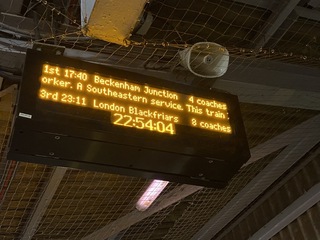 1st 17:40 Beckenham Junction 4 coaches
orker. A Southeastern service. This train
3rd 23:11 London Blackfriars 8 coaches
22:54:04